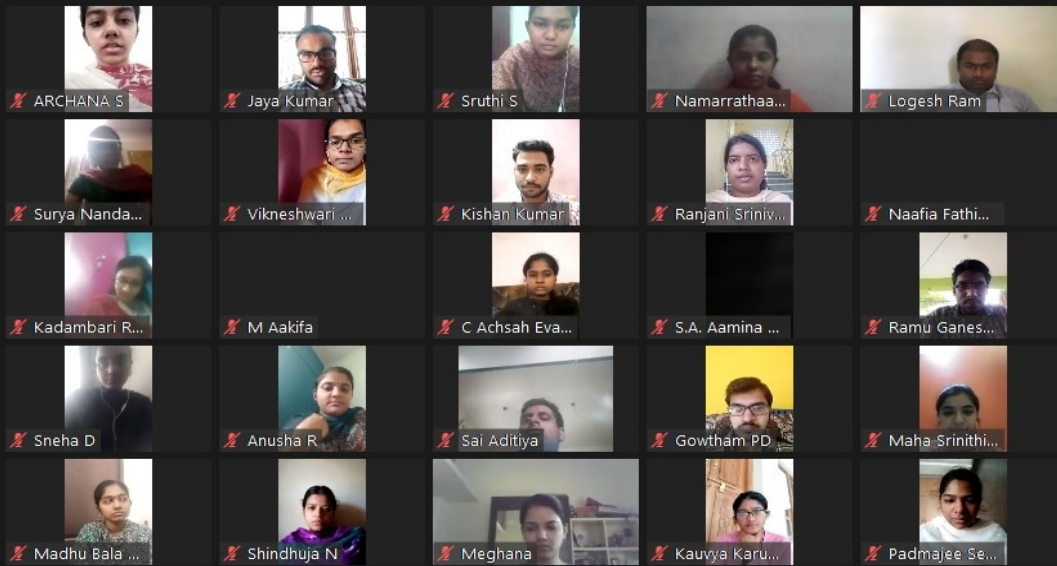 ARCHANA S
Jaya Kumar
Sruthi S
Namarrathaa...
Logesh Ram
Surya Nanda...
Vikneshwari ...
Kishan Kumar
Ranjani Sriniv...
Naafia Fathi...
Kadambari R...
M Aakifa
C Achsah Eva...
S.A. Aamina ...
Ramu Ganes...
Sneha D
Anusha R
Sai Aditiya
Gowtham PD
Maha Srinithi...
Madhu Bala ...
Shindhuja N
Meghana
Kauvya Karu...
Padmajee Se...